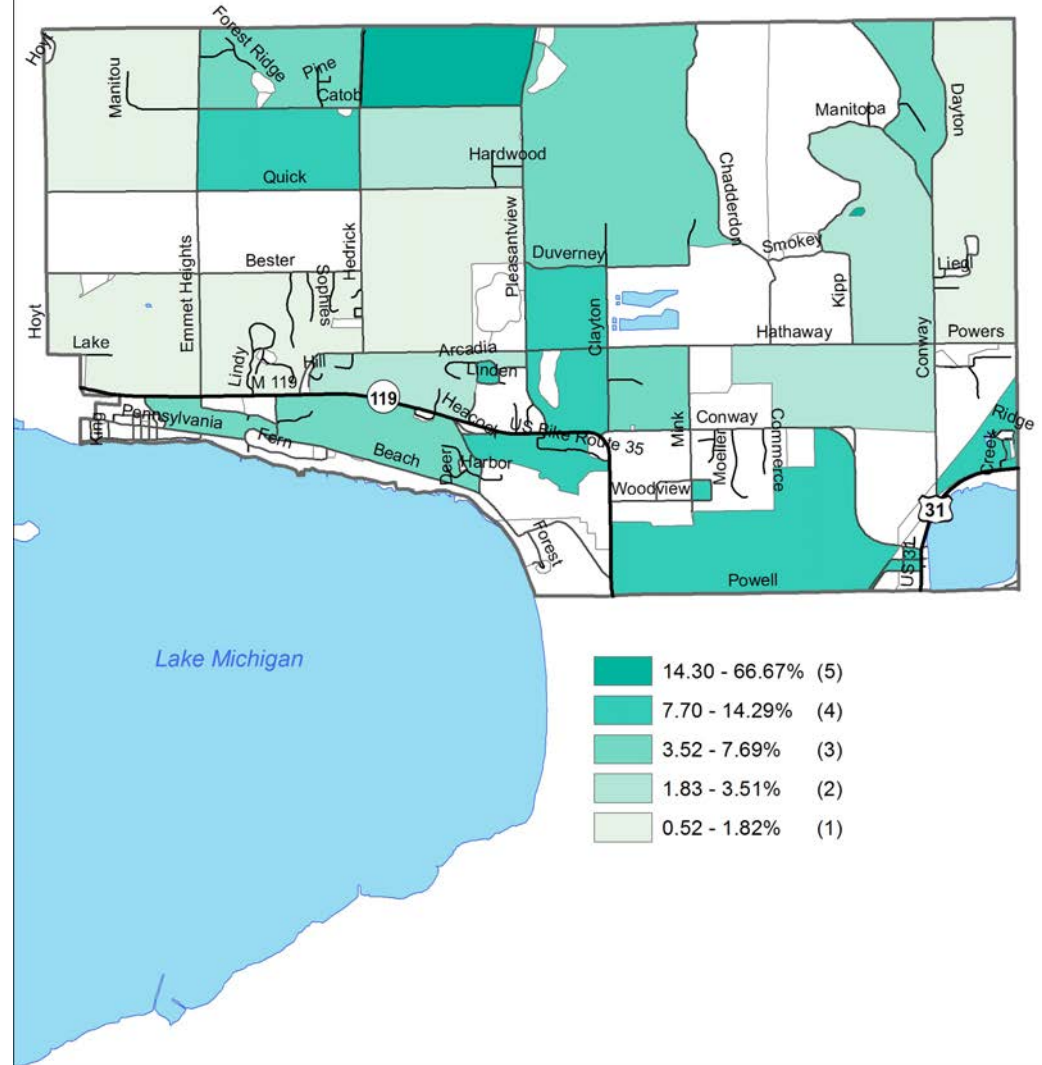 Hoyt
Manitou
Forest Ridge
Pine
Catob
Manitoba
Dayton
Hardwood
Quick
Chadderdon
Emmet Heights
Bester
Sophies
Hedrick
Pleasantview
Duverney
Smokey
Liegl
Kipp
Clayton
Hoyt
Lake
Lindy
M 119
Hill
Arcadia
Linden
Hathaway
Conway
Powers
119
King
Pennsylvania
Fern
Beach
Heacock
US Bike Route 35
Deer
Harbor
Mink
Conway
Moeller
Commerce
Ridge
Creek
Woodview
31
Forest
Powell
US 31
Lake Michigan
14.30 - 66.67% (5)
7.70 - 14.29% (4)
3.52 - 7.69% (3)
1.83 - 3.51% (2)
0.52 - 1.82% (1)